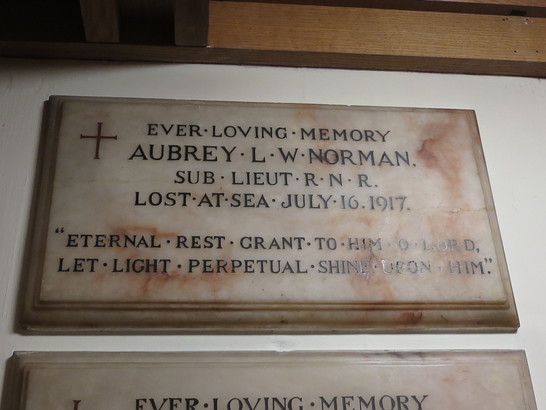 EVER·LOVING·MEMORY
AUBREY·L·W·NORMAN.
SUB·LIEUT·R·N·R.
LOST·AT·SEA·JULY·16.1917.
"ETERNAL·REST·GRANT·TO·HIM·O·LORD,
LET·LIGHT·PERPETUAL·SHINE·UPON·HIM."
EVER·LOVING·MEMORY